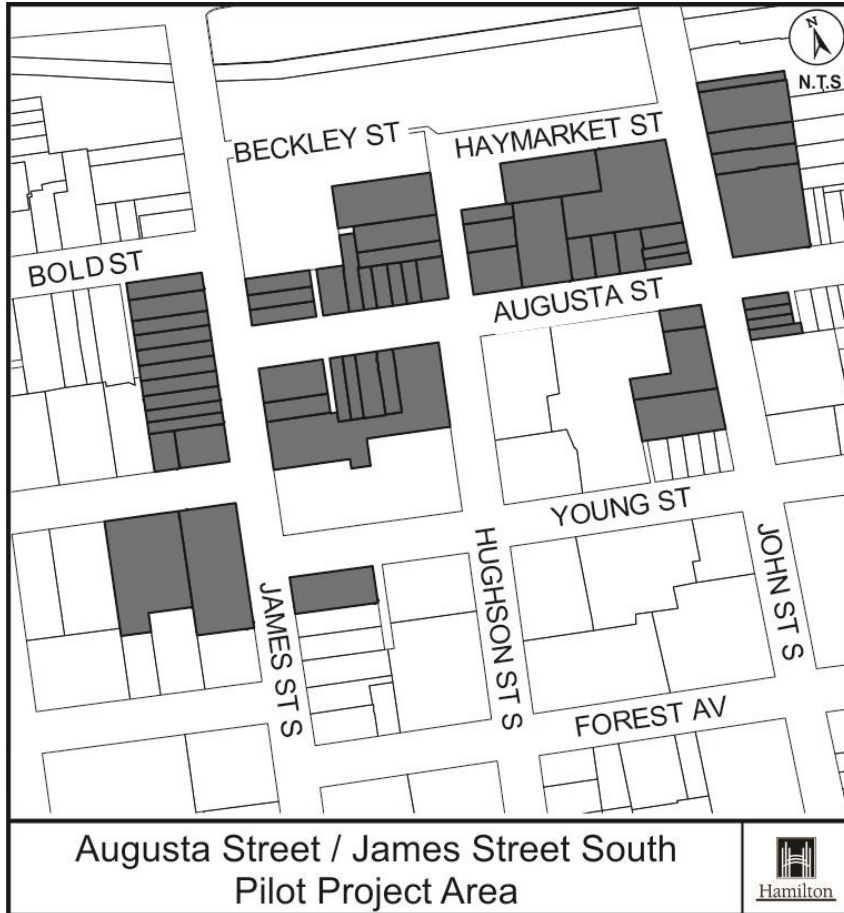 N
N.T.S
BECKLEY ST
HAYMARKET ST
BOLD ST
AUGUSTA ST
YOUNG ST
JAMES ST S
HUGHSON ST S
JOHN ST S
FOREST AV
Augusta Street / James Street South
Pilot Project Area
Hamilton